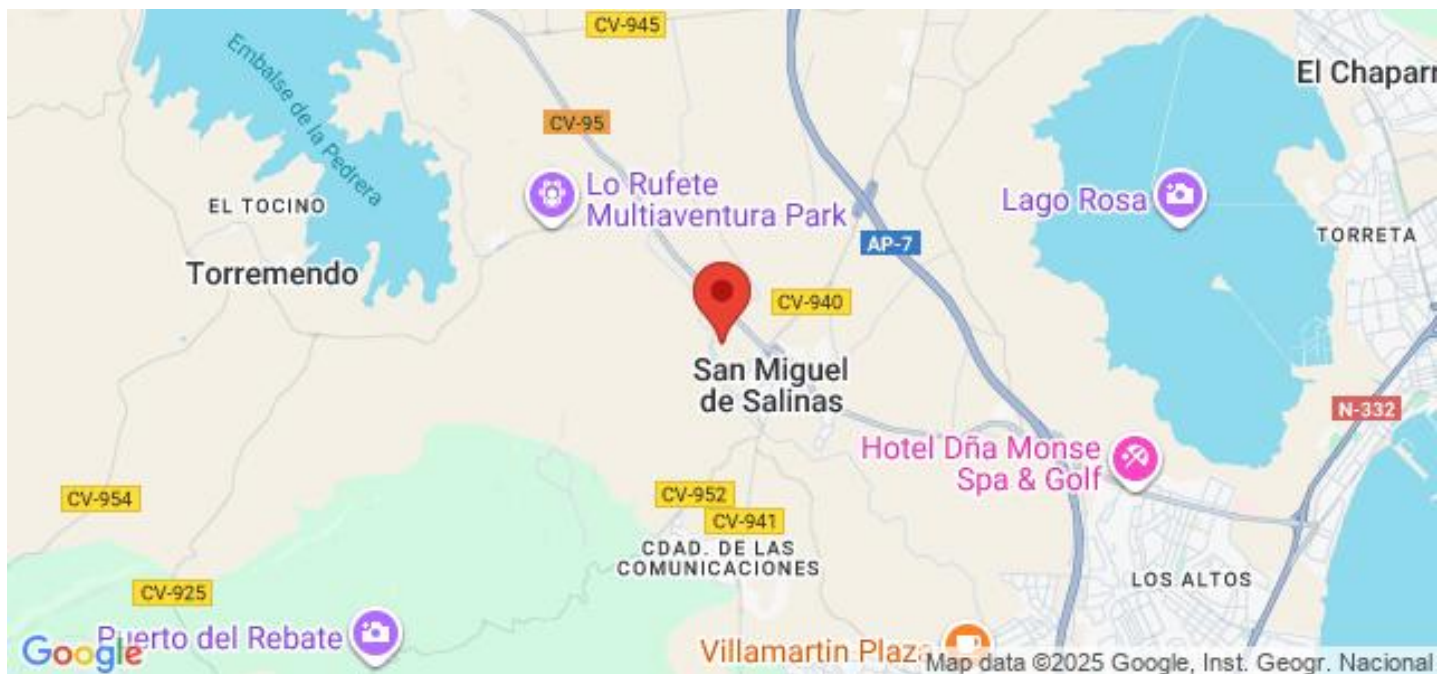 CV-945
Embalse de la Pedrera
El Chaparr
CV-95
Lo Rufete
Multiaventura Park
Lago Rosa
EL TOCINO
TORRETA
AP-7
Torremendo
CV-940
San Miguel
de Salinas
N-332
Hotel Dña Monse
Spa & Golf
CV-954
CV-952
CV-941
CDAD. DE LAS
COMUNICACIONES
LOS ALTOS
CV-925
Puerto del Rebate
Villamartin Plaza
Google
Map data ©2025 Google, Inst. Geogr. Nacional